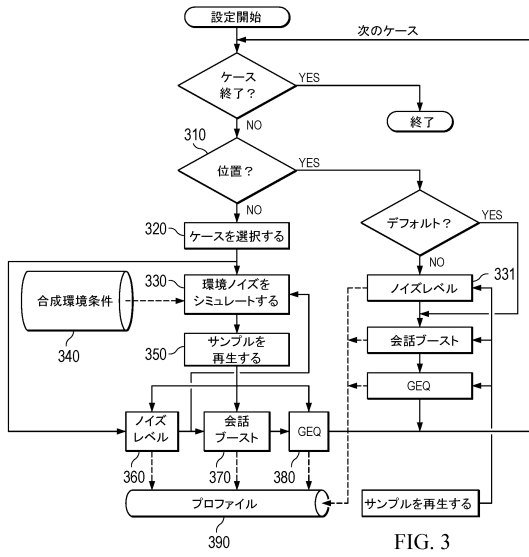 設定開始
次のケース
ケース
終了？
YES
終了
NO
310
位置？
YES
NO
デフォルト？
YES
NO
320
ケースを選択する
330
環境ノイズを
シミュレートする
331
ノイズレベル
合成環境条件
340
350
サンプルを
再生する
会話ブースト
GEQ
ノイズ
レベル
会話
ブースト
GEQ
360
370
380
プロファイル
390
サンプルを再生する
FIG. 3